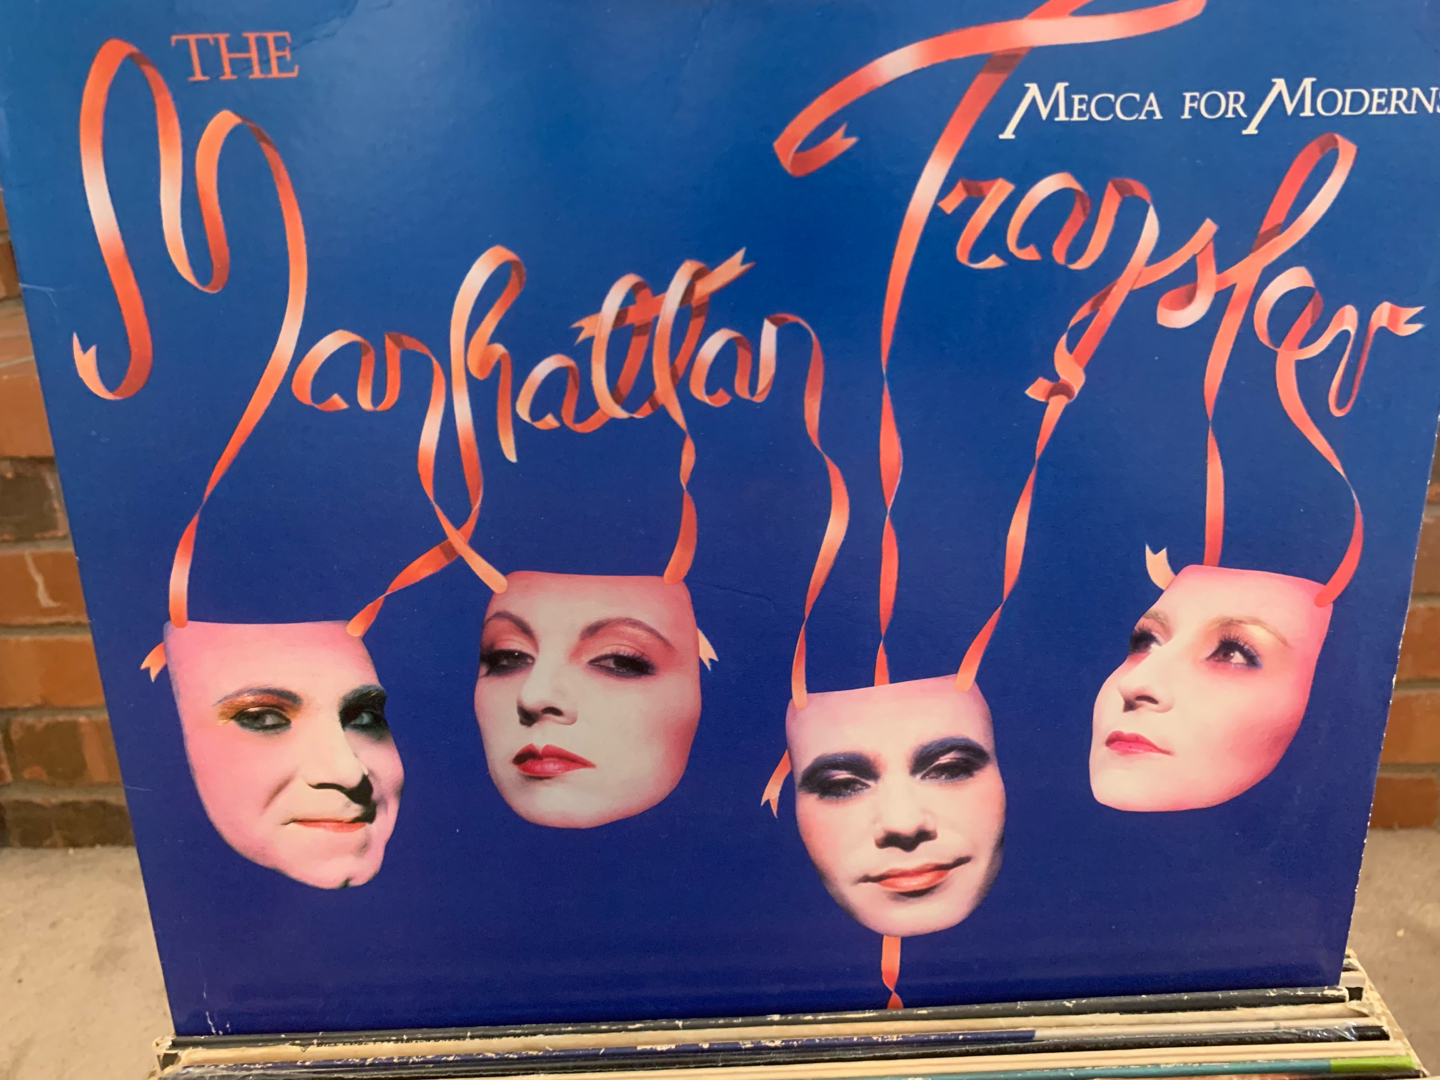 THE
Manhattan Transfer
MECCA FOR MODERNS